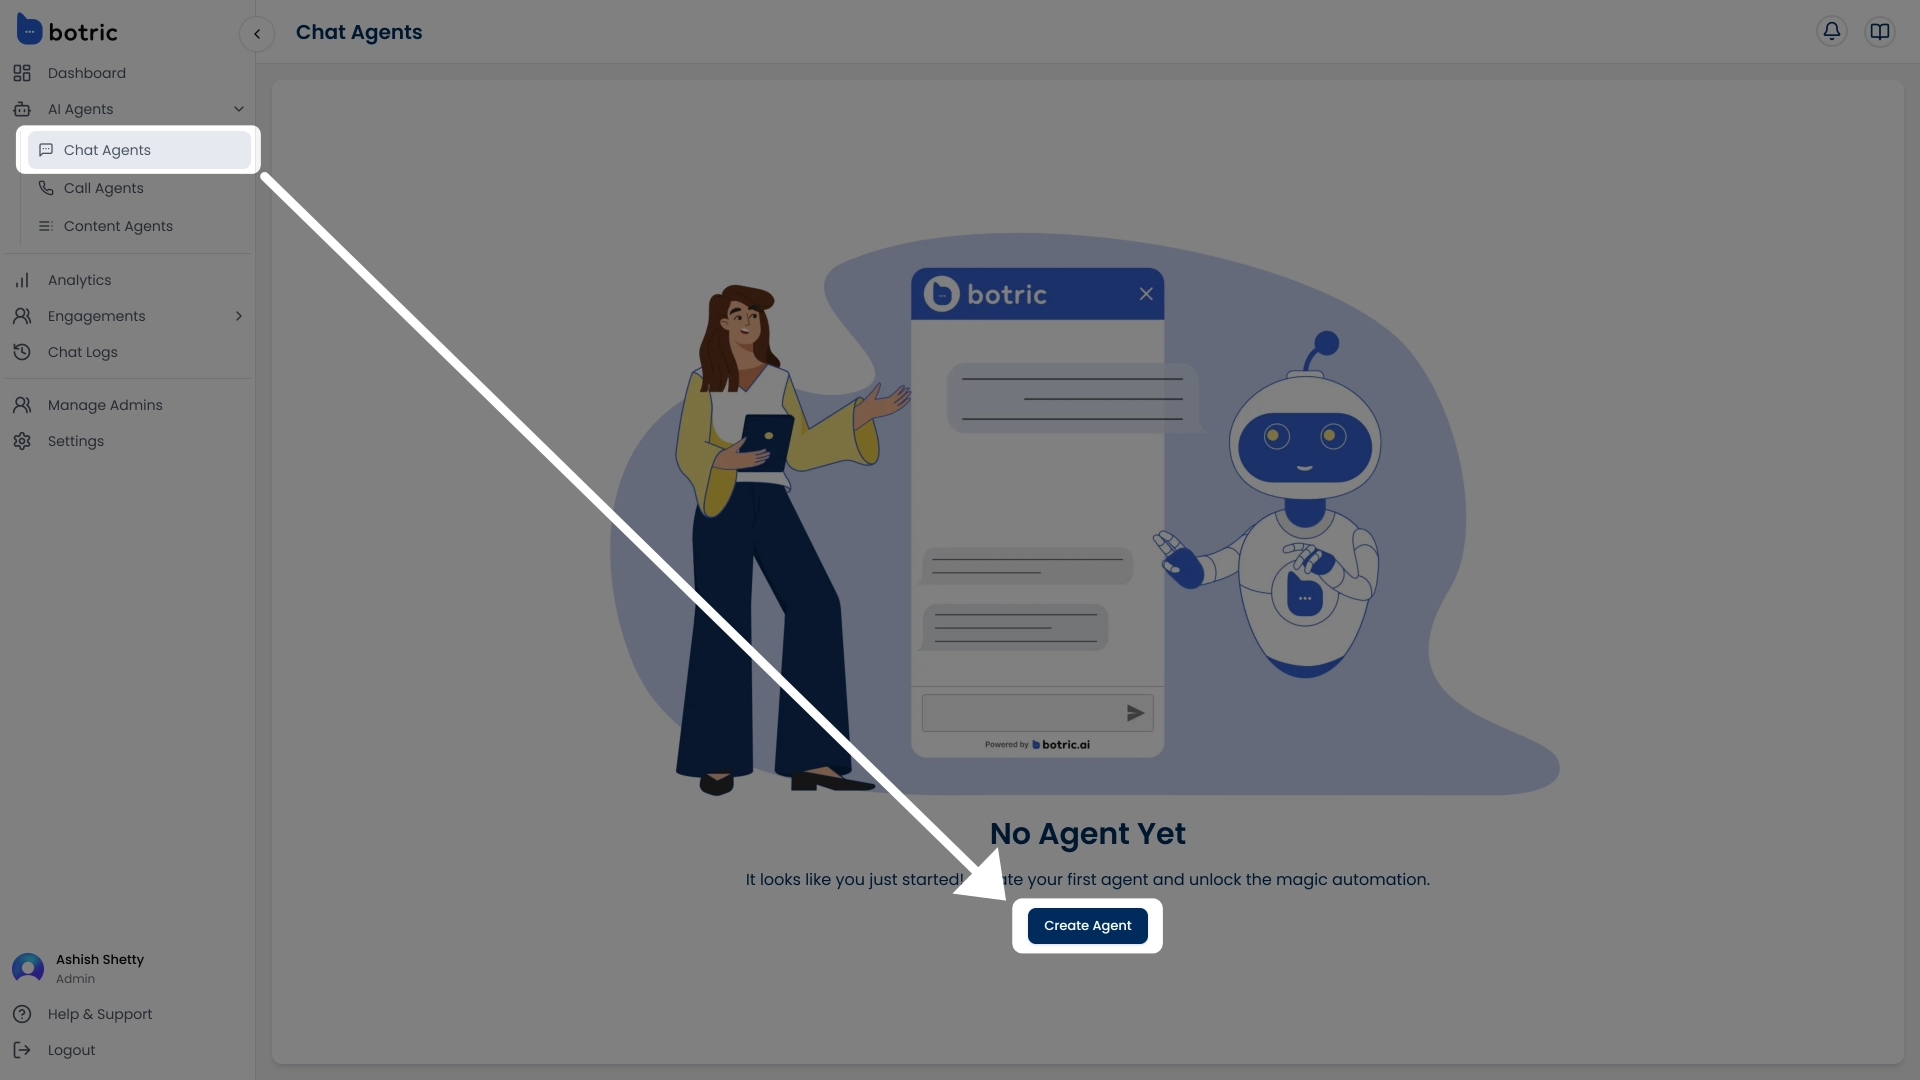 botric
Chat Agents
Dashboard
AI Agents
Chat Agents
Call Agents
Content Agents
Analytics
Engagements
Chat Logs
Manage Admins
Settings
botric
Powered by botric.ai
No Agent Yet
It looks like you just started! your first agent and unlock the magic automation.
Create Agent
Ashish Shetty
Admin
Help & Support
Logout